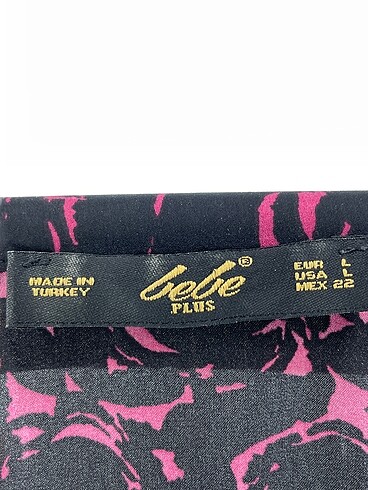 MADE IN
TURKEY
bebe®
PLUS
EUR L
USA L
MEX 22